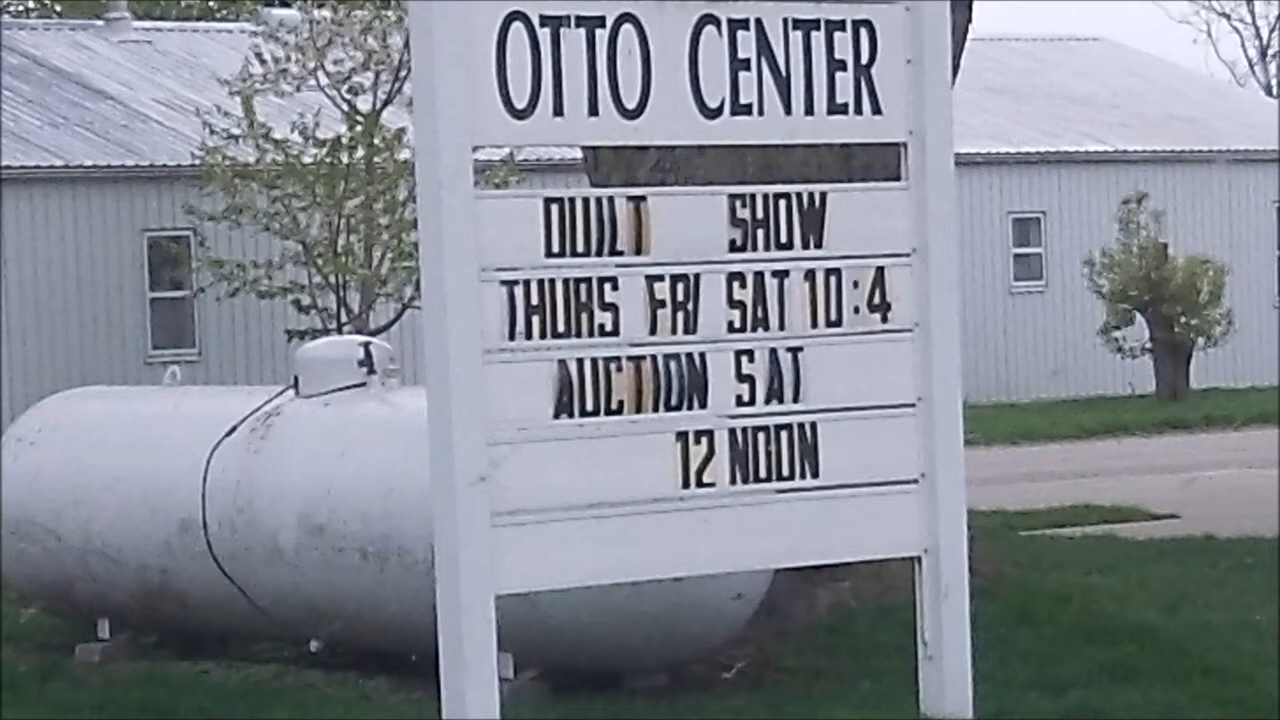 OTTO CENTER
QUILT SHOW
THURS FRI SAT 10:4
AUCTION SAT
12 NOON